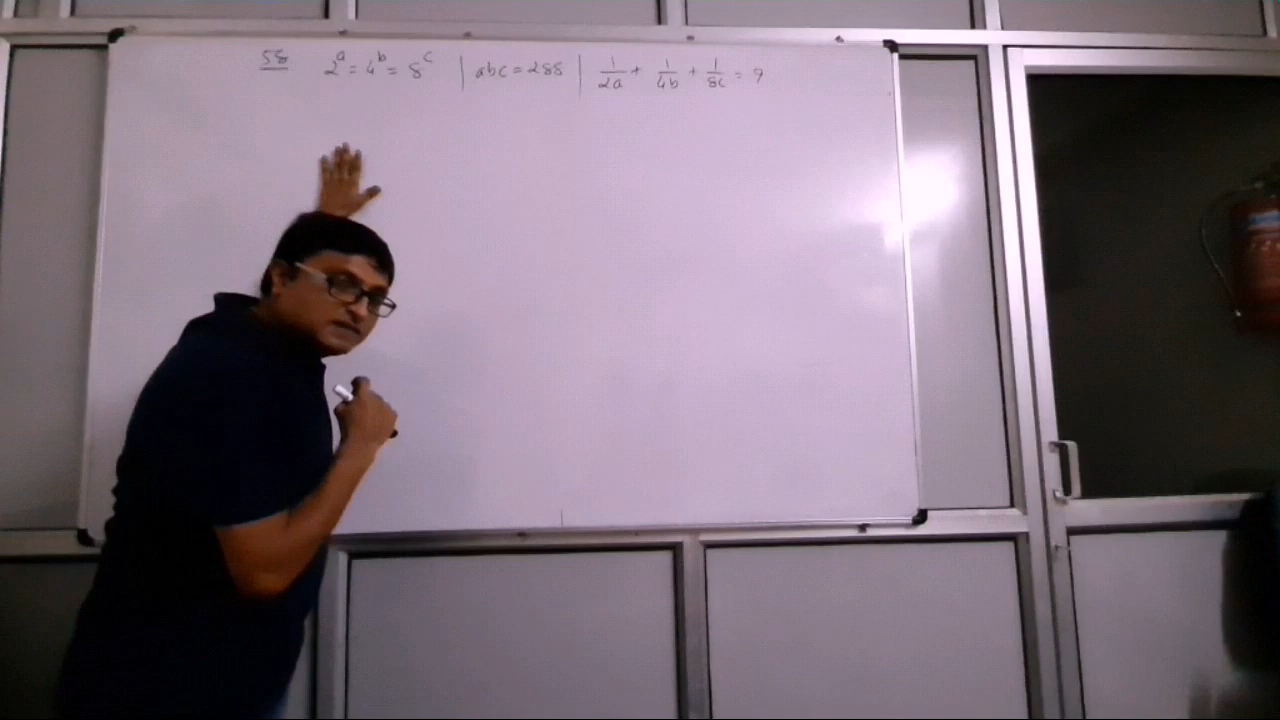 58 2^a = 4^b = 8^c | abc = 288 | 1/2a + 1/4b + 1/8c = ?